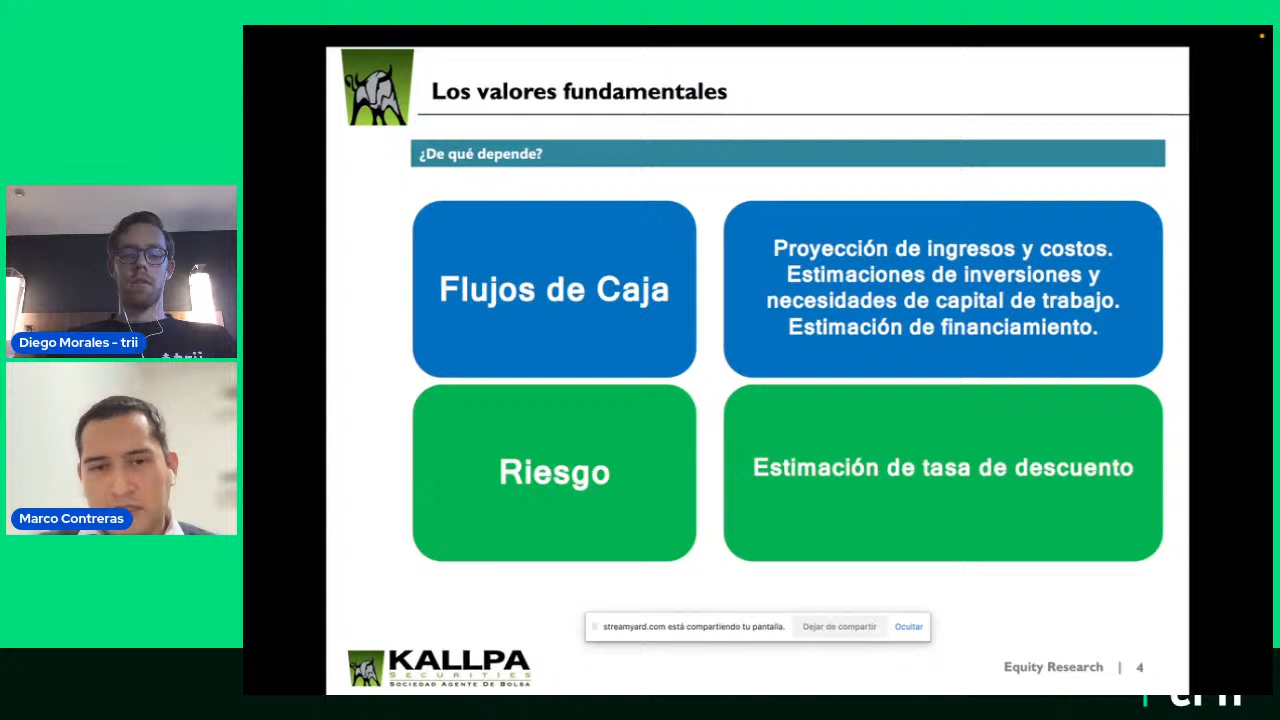 Los valores fundamentales
¿De qué depende?
Flujos de Caja
Proyección de ingresos y costos.
Estimaciones de inversiones y
necesidades de capital de trabajo.
Estimación de financiamiento.
Riesgo
Estimación de tasa de descuento
Diego Morales - trii
Marco Contreras
streamyard.com está compartiendo tu pantalla.
Dejar de compartir
Ocultar
KALLPA
SECURITIES
SOCIEDAD AGENTE DE BOLSA
Equity Research | 4